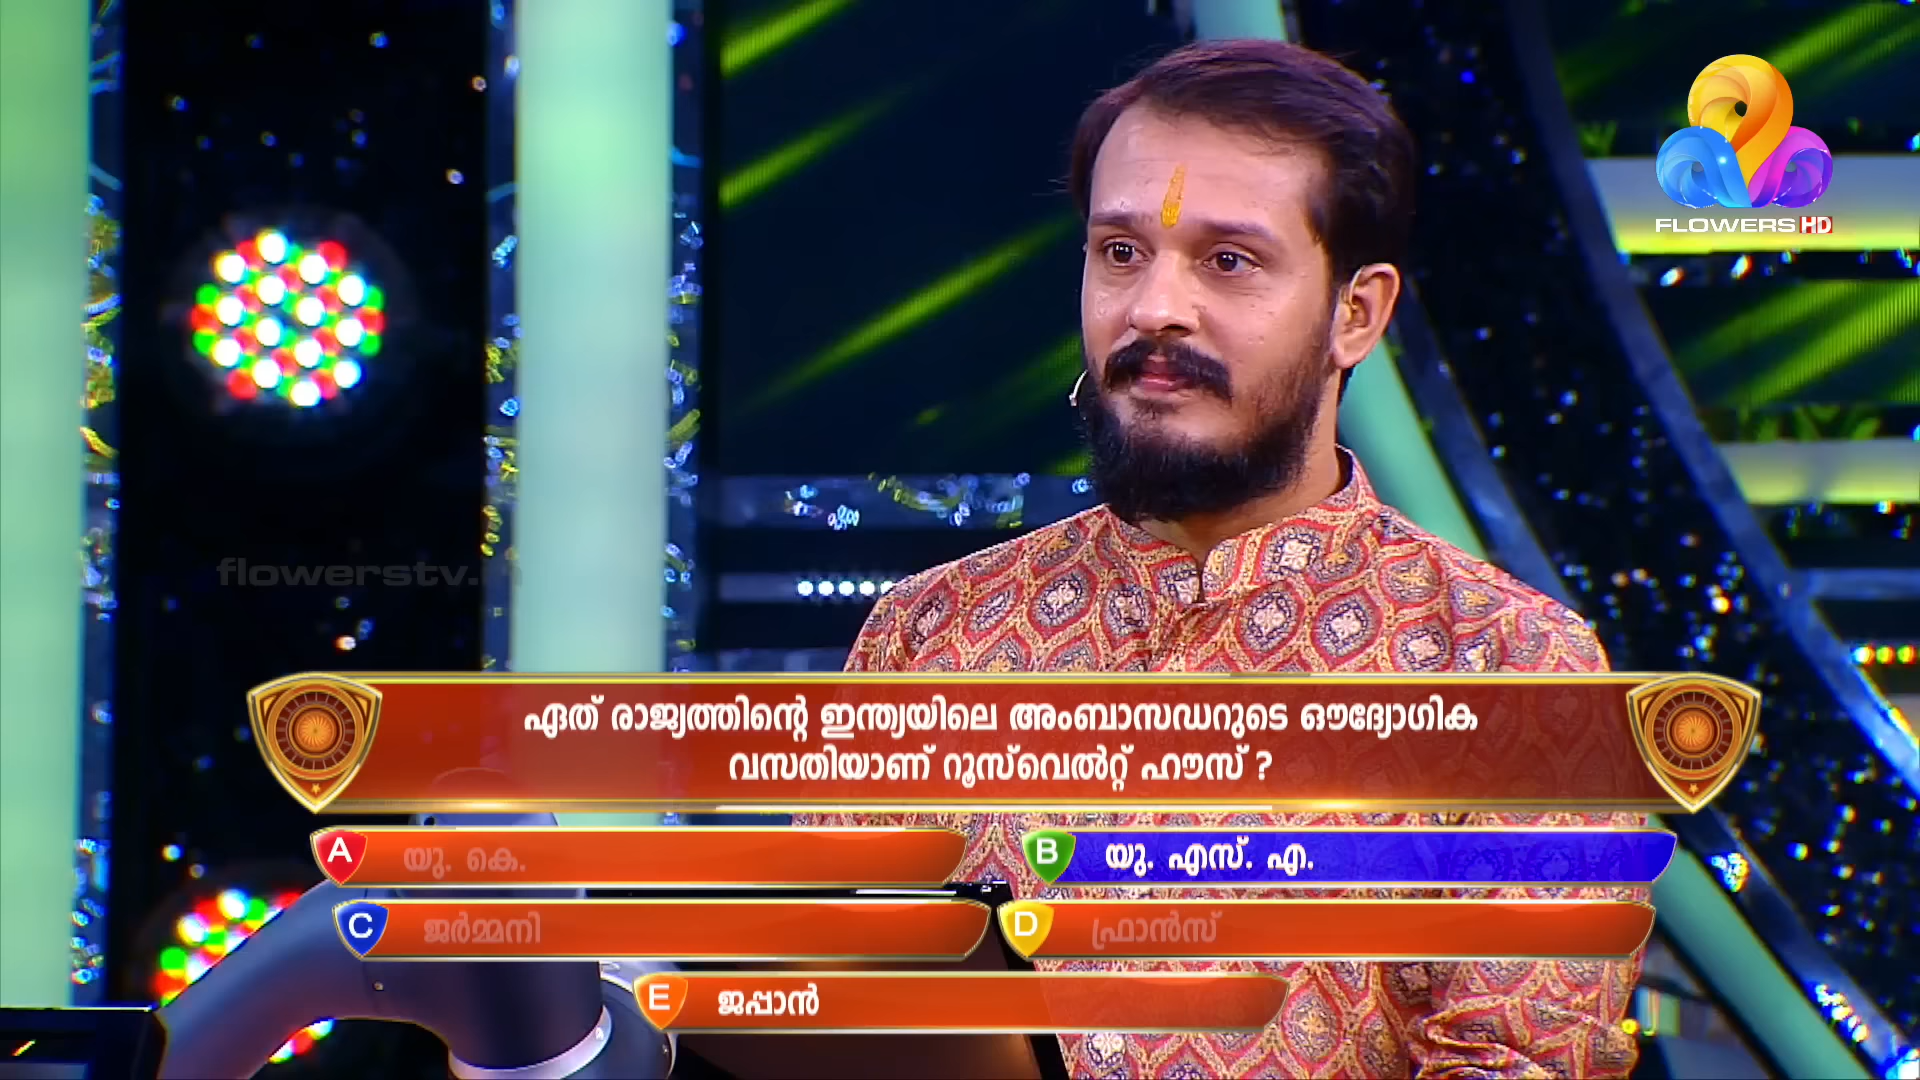 FLOWERS HD
flowerstv.in
ഏത് രാജ്യത്തിന്റെ ഇന്ത്യയിലെ അംബാസഡറുടെ ഔദ്യോഗിക
വസതിയാണ് റൂസ്‌വെൽറ്റ് ഹൗസ് ?
A യു. കെ.
B യു. എസ്. എ.
C ജർമ്മനി
D ഫ്രാൻസ്
E ജപ്പാൻ